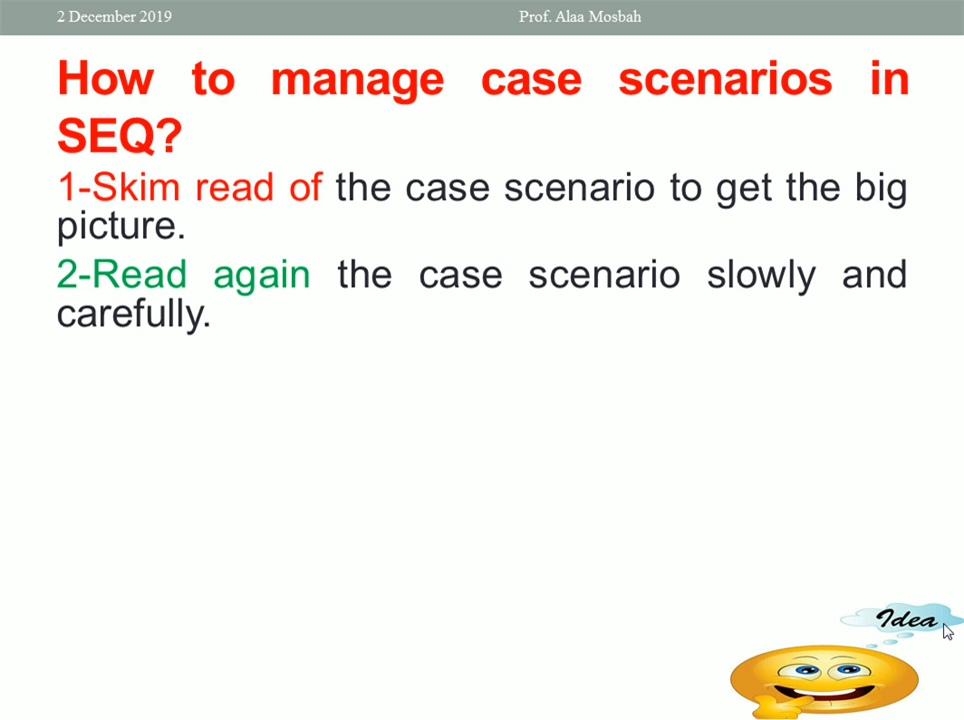 2 December 2019
Prof. Alaa Mosbah
How to manage case scenarios in
SEQ?
1-Skim read of the case scenario to get the big
picture.
2-Read again the case scenario slowly and
carefully.
Idea